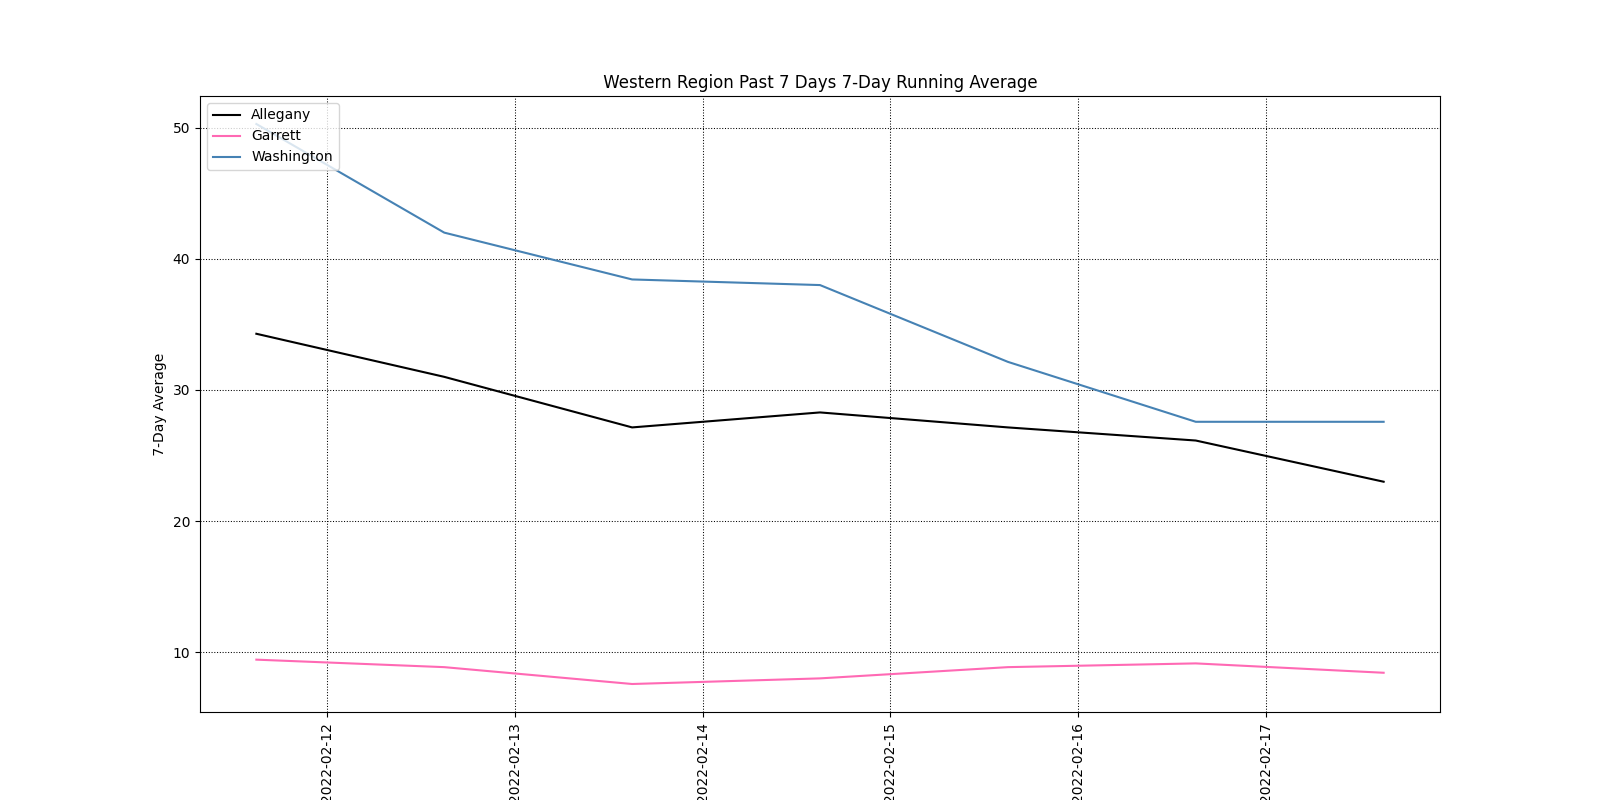 Western Region Past 7 Days 7-Day Running Average
Allegany
Garrett
Washington
7-Day Average
50
40
30
20
10
2022-02-12
2022-02-13
2022-02-14
2022-02-15
2022-02-16
2022-02-17